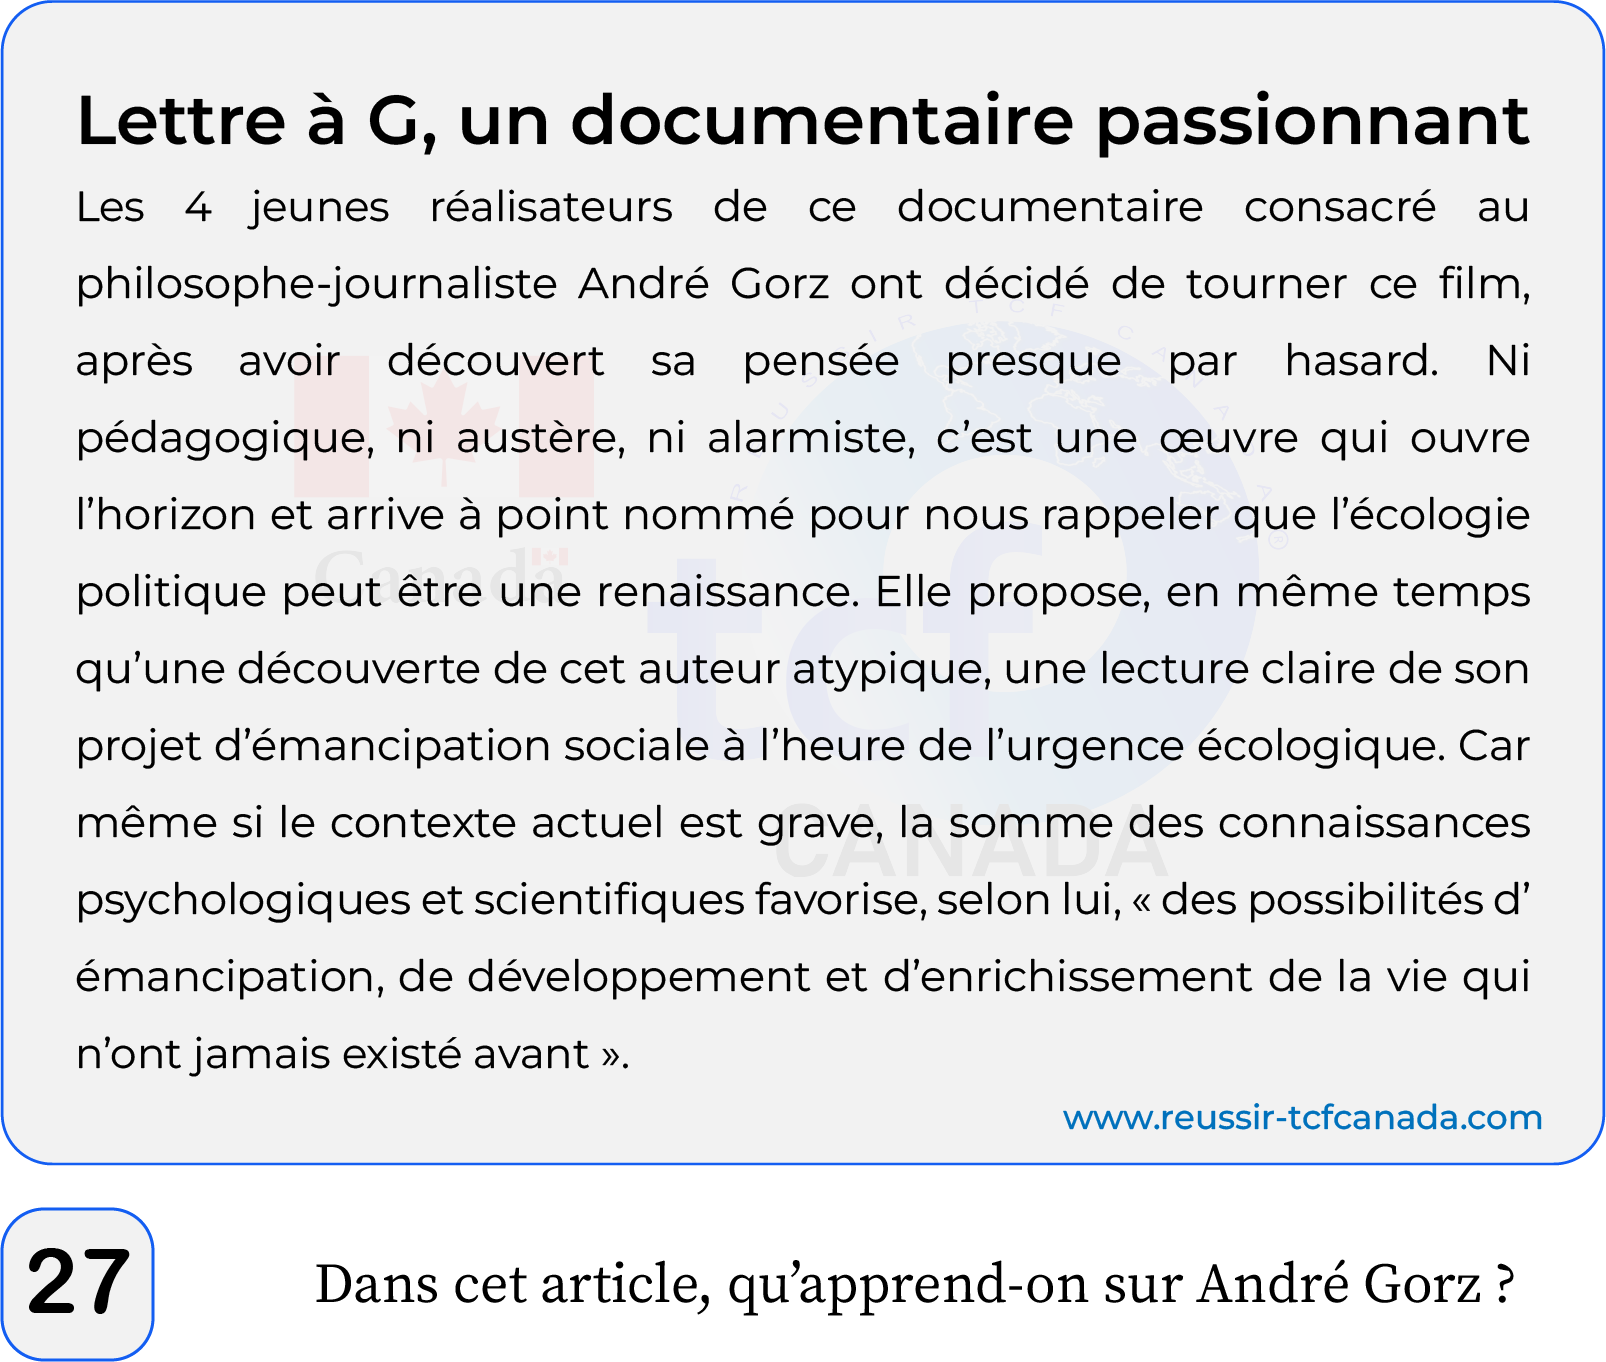 Lettre à G, un documentaire passionnant
Les 4 jeunes réalisateurs de ce documentaire consacré au
philosophe-journaliste André Gorz ont décidé de tourner ce film,
après avoir découvert sa pensée presque par hasard. Ni
pédagogique, ni austère, ni alarmiste, c’est une œuvre qui ouvre
l’horizon et arrive à point nommé pour nous rappeler que l’écologie
politique peut être une renaissance. Elle propose, en même temps
qu’une découverte de cet auteur atypique, une lecture claire de son
projet d’émancipation sociale à l’heure de l’urgence écologique. Car
même si le contexte actuel est grave, la somme des connaissances
psychologiques et scientifiques favorise, selon lui, « des possibilités d’
émancipation, de développement et d’enrichissement de la vie qui
n’ont jamais existé avant ».
www.reussir-tcfcanada.com
27
Dans cet article, qu’apprend-on sur André Gorz ?
Canada
REUSSIR TCF CANADA
®
tcf
CANADA